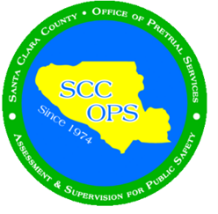 SANTA CLARA COUNTY • OFFICE OF PRETRIAL SERVICES •
SCC
OPS
Since 1974
ASSESSMENT & SUPERVISION FOR PUBLIC SAFETY